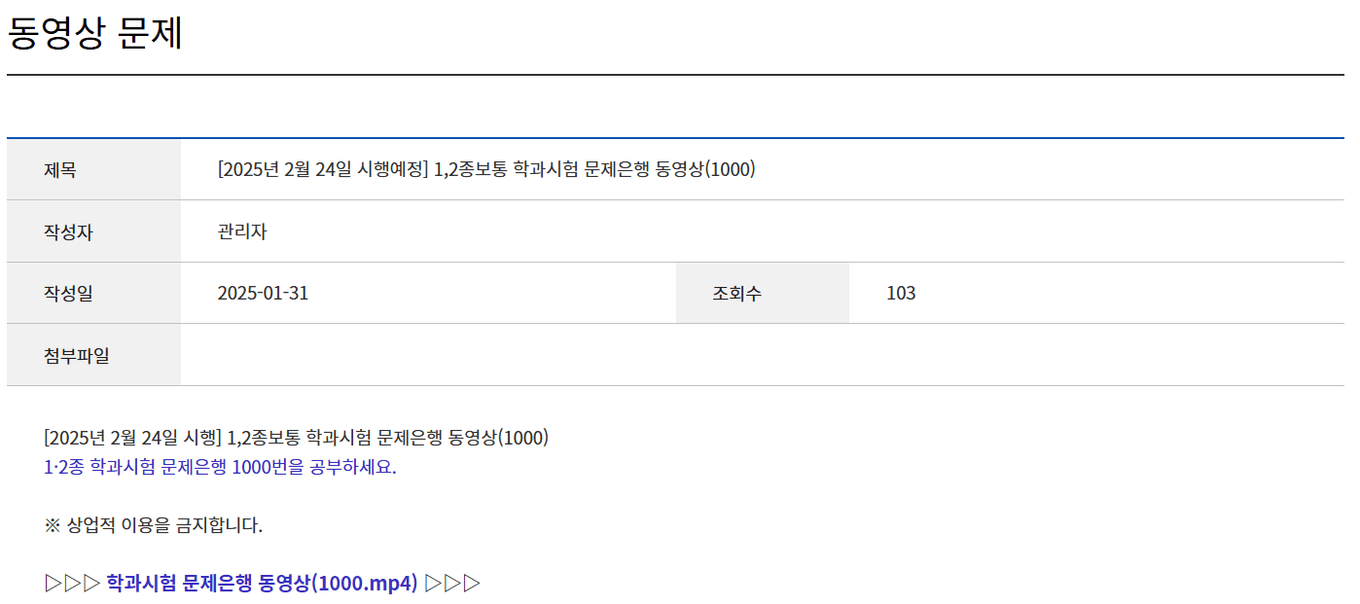 동영상 문제
제목 [2025년 2월 24일 시행예정] 1,2종보통 학과시험 문제은행 동영상(1000)
작성자 관리자
작성일 2025-01-31 조회수 103
첨부파일
[2025년 2월 24일 시행] 1,2종보통 학과시험 문제은행 동영상(1000)
1·2종 학과시험 문제은행 1000번을 공부하세요.
※ 상업적 이용을 금지합니다.
▷▷▷ 학과시험 문제은행 동영상(1000.mp4) ▷▷▷